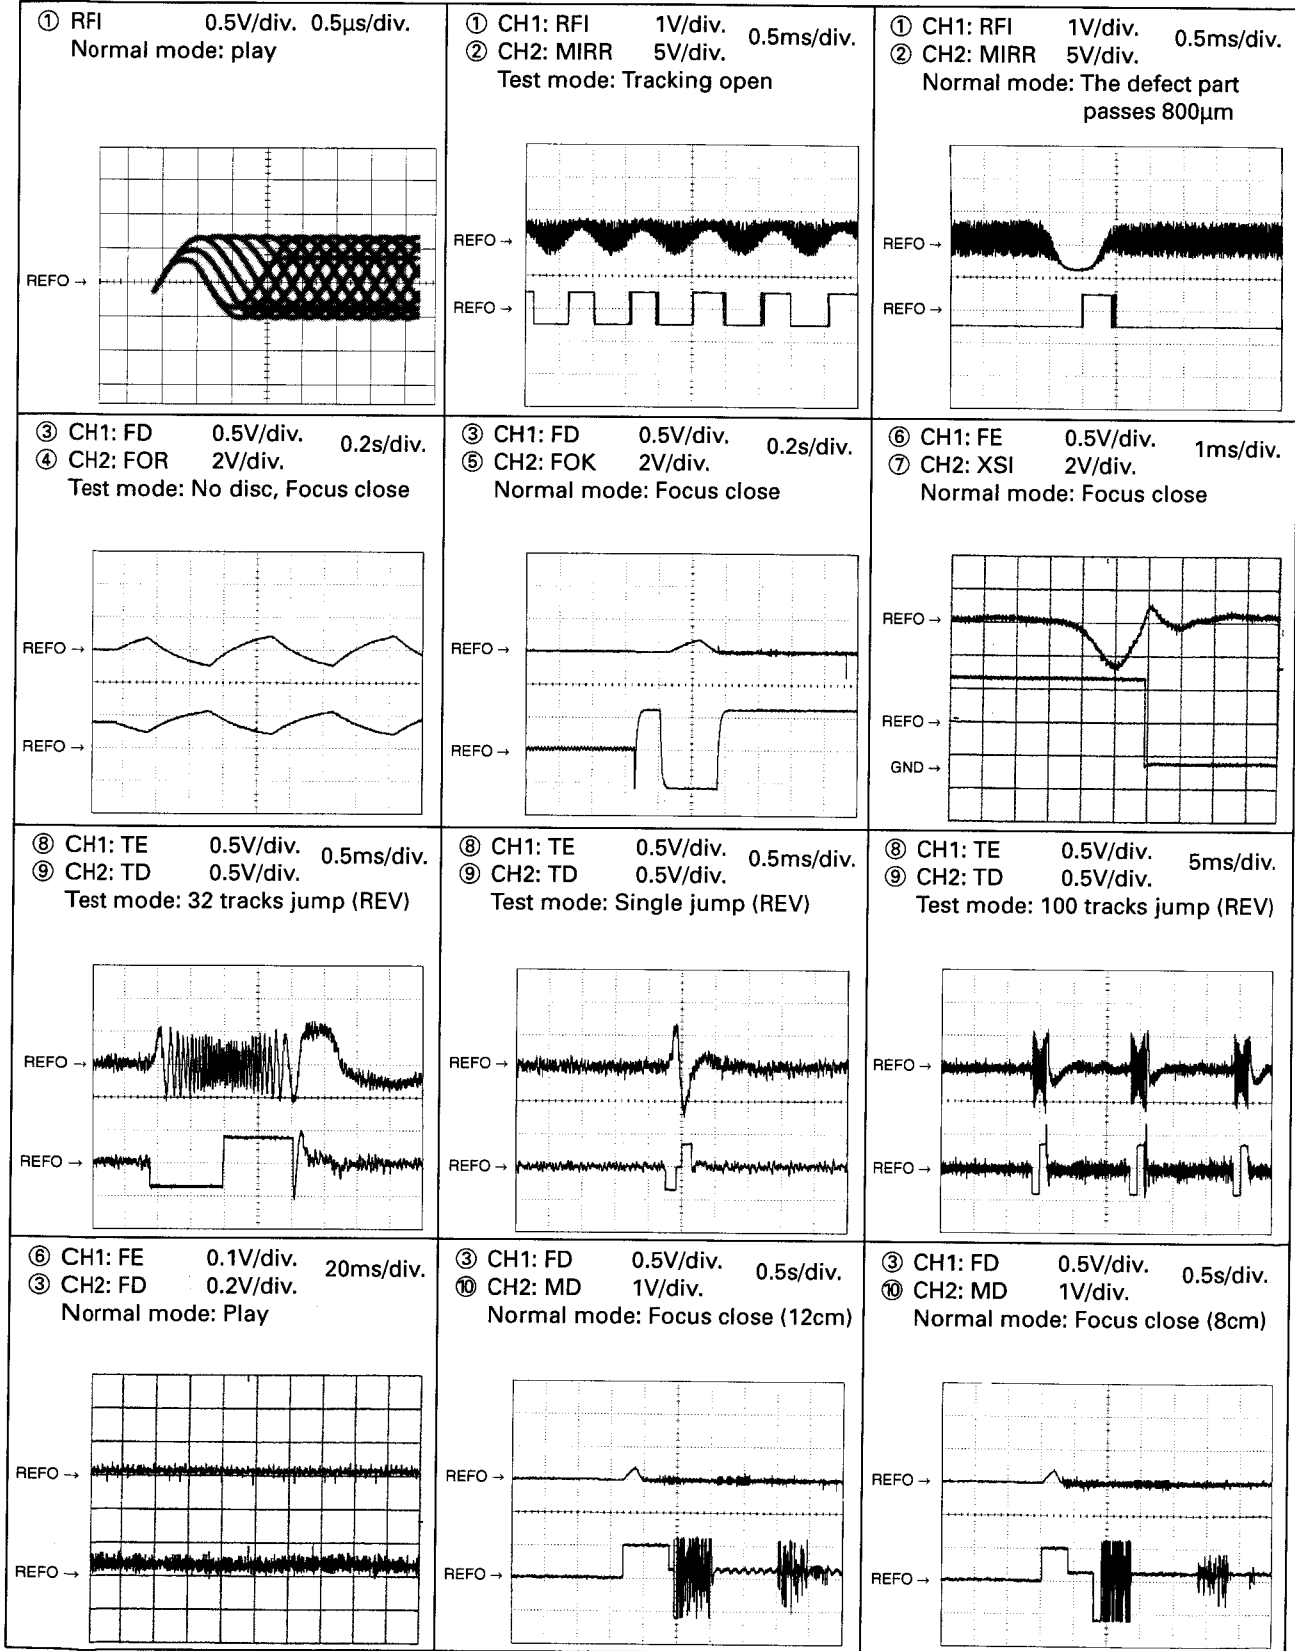 ① RFI 0.5V/div. 0.5µs/div.
Normal mode: play
REFO →
① CH1: RFI 1V/div. 0.5ms/div.
② CH2: MIRR 5V/div.
Test mode: Tracking open
REFO →
REFO →
① CH1: RFI 1V/div. 0.5ms/div.
② CH2: MIRR 5V/div.
Normal mode: The defect part
passes 800µm
REFO →
REFO →
③ CH1: FD 0.5V/div. 0.2s/div.
④ CH2: FOR 2V/div.
Test mode: No disc, Focus close
REFO →
REFO →
③ CH1: FD 0.5V/div. 0.2s/div.
⑤ CH2: FOK 2V/div.
Normal mode: Focus close
REFO →
REFO →
⑥ CH1: FE 0.5V/div. 1ms/div.
⑦ CH2: XSI 2V/div.
Normal mode: Focus close
REFO →
REFO →
GND →
⑧ CH1: TE 0.5V/div. 0.5ms/div.
⑨ CH2: TD 0.5V/div.
Test mode: 32 tracks jump (REV)
REFO →
REFO →
⑧ CH1: TE 0.5V/div. 0.5ms/div.
⑨ CH2: TD 0.5V/div.
Test mode: Single jump (REV)
REFO →
REFO →
⑧ CH1: TE 0.5V/div. 5ms/div.
⑨ CH2: TD 0.5V/div.
Test mode: 100 tracks jump (REV)
REFO →
REFO →
⑥ CH1: FE 0.1V/div. 20ms/div.
③ CH2: FD 0.2V/div.
Normal mode: Play
REFO →
REFO →
③ CH1: FD 0.5V/div. 0.5s/div.
⑩ CH2: MD 1V/div.
Normal mode: Focus close (12cm)
REFO →
REFO →
③ CH1: FD 0.5V/div. 0.5s/div.
⑩ CH2: MD 1V/div.
Normal mode: Focus close (8cm)
REFO →
REFO →